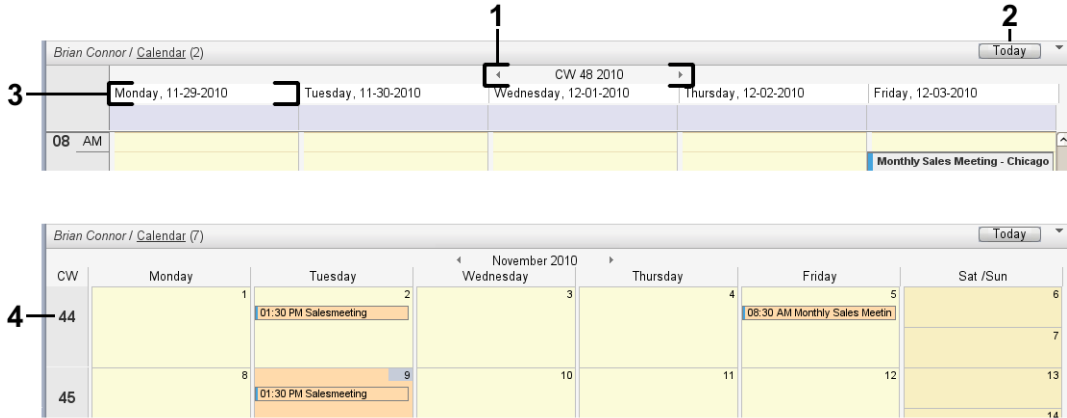 1 2
Brian Connor / Calendar (2) Today
CW 48 2010
3 Monday, 11-29-2010 Tuesday, 11-30-2010 Wednesday, 12-01-2010 Thursday, 12-02-2010 Friday, 12-03-2010
08 AM
Monthly Sales Meeting - Chicago
Brian Connor / Calendar (7) Today
November 2010
CW Monday Tuesday Wednesday Thursday Friday Sat /Sun
1 2 3 4 5 6
4 44 01:30 PM Salesmeeting 08:30 AM Monthly Sales Meetin
7
8 9 10 11 12 13
45 01:30 PM Salesmeeting
14